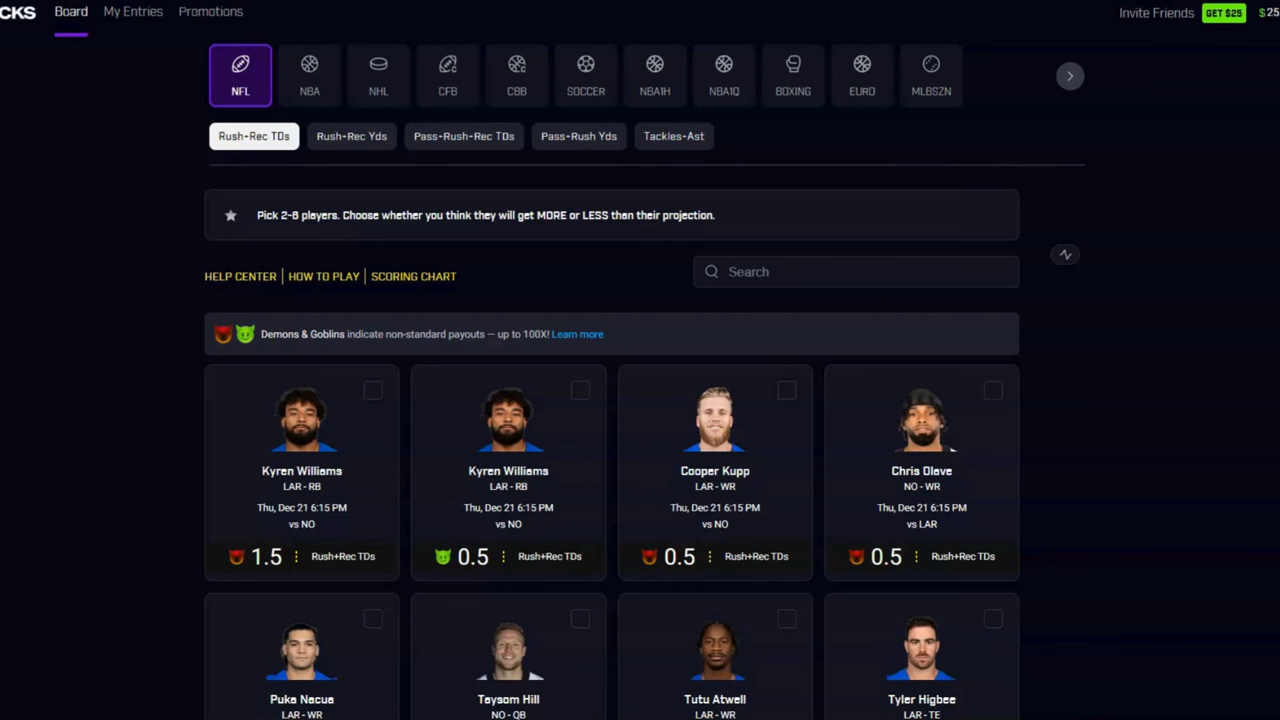 CKS Board My Entries Promotions Invite Friends GET $25 $25
NFL NBA NHL CFB CBB SOCCER NBA1H NBA1Q BOXING EURO MLBSZN
Rush+Rec TDs Rush+Rec Yds Pass+Rush+Rec TDs Pass+Rush Yds Tackles+Ast
Pick 2-6 players. Choose whether you think they will get MORE or LESS than their projection.
HELP CENTER | HOW TO PLAY | SCORING CHART Search
Demons & Goblins indicate non-standard payouts — up to 100X! Learn more
Kyren Williams Kyren Williams Cooper Kupp Chris Olave
LAR - RB LAR - RB LAR - WR NO - WR
Thu, Dec 21 6:15 PM Thu, Dec 21 6:15 PM Thu, Dec 21 6:15 PM Thu, Dec 21 6:15 PM
vs NO vs NO vs NO vs LAR
1.5 Rush+Rec TDs 0.5 Rush+Rec TDs 0.5 Rush+Rec TDs 0.5 Rush+Rec TDs
Puka Nacua Taysom Hill Tutu Atwell Tyler Higbee
LAR - WR NO - QB LAR - WR LAR - TE